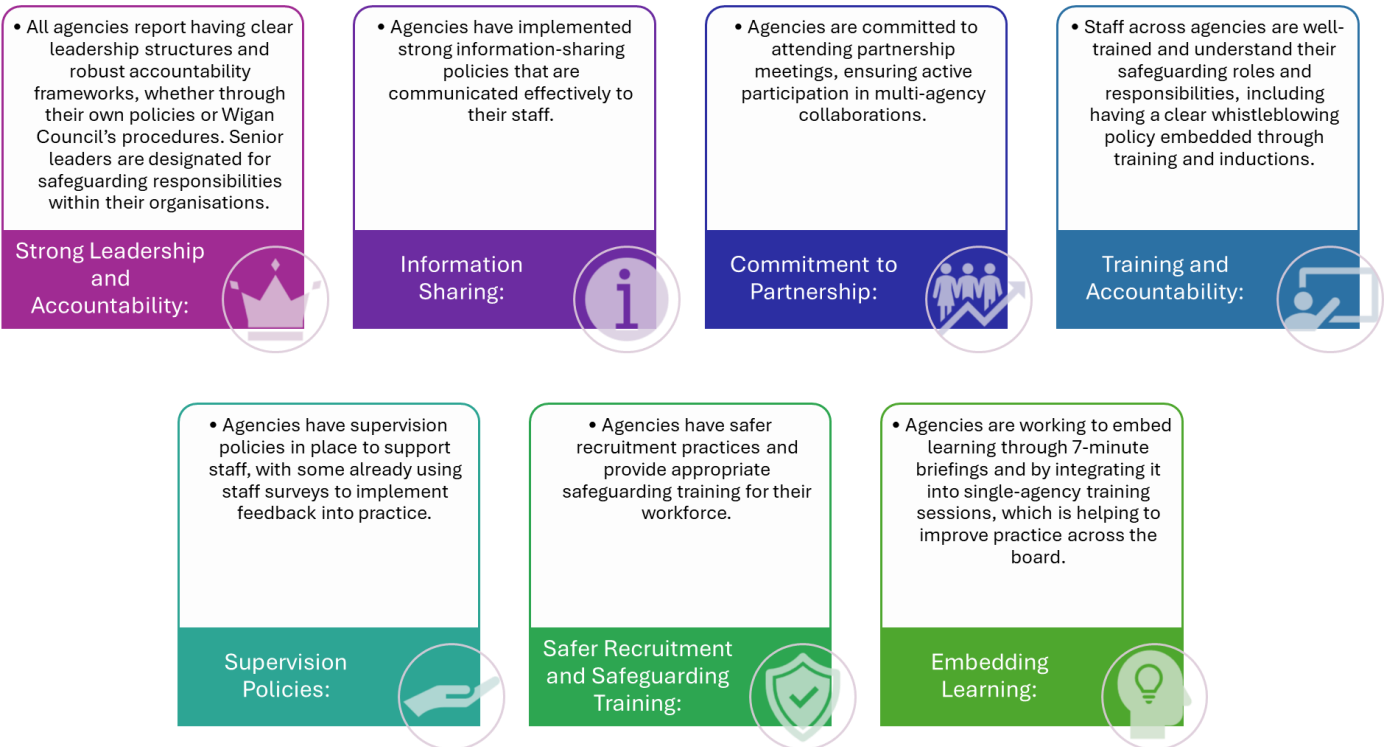 • All agencies report having clear
leadership structures and
robust accountability
frameworks, whether through
their own policies or Wigan
Council’s procedures. Senior
leaders are designated for
safeguarding responsibilities
within their organisations.
Strong Leadership
and
Accountability:
• Agencies have implemented
strong information-sharing
policies that are
communicated effectively to
their staff.
Information
Sharing:
• Agencies are committed to
attending partnership
meetings, ensuring active
participation in multi-agency
collaborations.
Commitment to
Partnership:
• Staff across agencies are well-
trained and understand their
safeguarding roles and
responsibilities, including
having a clear whistleblowing
policy embedded through
training and inductions.
Training and
Accountability:
• Agencies have supervision
policies in place to support
staff, with some already using
staff surveys to implement
feedback into practice.
Supervision
Policies:
• Agencies have safer
recruitment practices and
provide appropriate
safeguarding training for their
workforce.
Safer Recruitment
and Safeguarding
Training:
• Agencies are working to embed
learning through 7-minute
briefings and by integrating it
into single-agency training
sessions, which is helping to
improve practice across the
board.
Embedding
Learning: